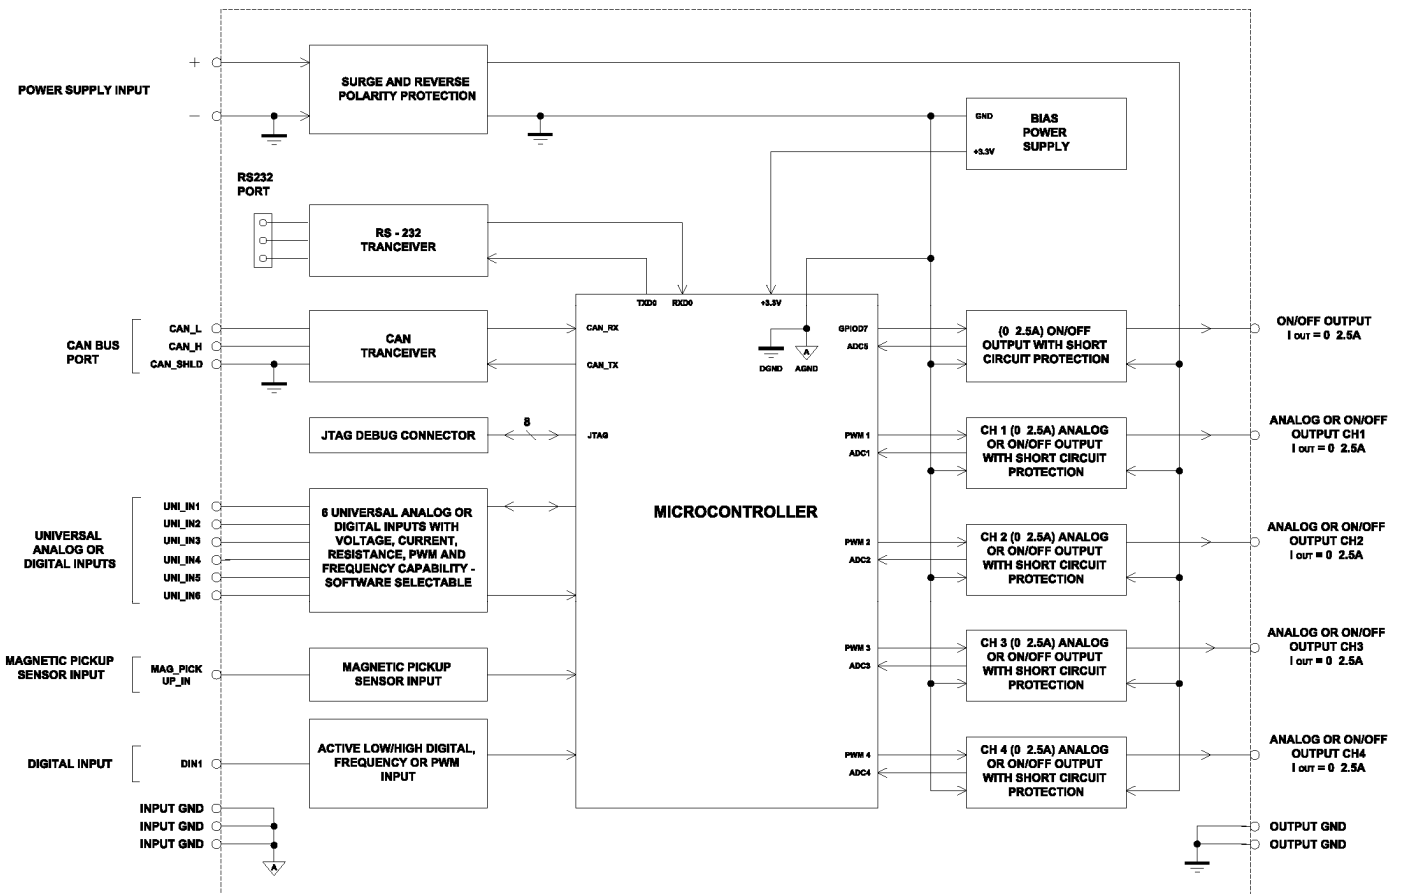 +
POWER SUPPLY INPUT
−
SURGE AND REVERSE
POLARITY PROTECTION
GND
+3.3V
BIAS
POWER
SUPPLY
RS232
PORT
RS - 232
TRANCEIVER
TXD0
RXD0
+3.3V
CAN BUS
PORT
CAN_L
CAN_H
CAN_SHLD
CAN
TRANCEIVER
CAN_RX
CAN_TX
DGND
A
AGND
GPIOD7
ADC5
(0 2.5A) ON/OFF
OUTPUT WITH SHORT
CIRCUIT PROTECTION
ON/OFF OUTPUT
I OUT = 0 2.5A
JTAG DEBUG CONNECTOR
8
JTAG
PWM 1
ADC1
CH 1 (0 2.5A) ANALOG
OR ON/OFF OUTPUT
WITH SHORT CIRCUIT
PROTECTION
ANALOG OR ON/OFF
OUTPUT CH1
I OUT = 0 2.5A
UNIVERSAL
ANALOG OR
DIGITAL INPUTS
UNI_IN1
UNI_IN2
UNI_IN3
UNI_IN4
UNI_IN5
UNI_IN6
6 UNIVERSAL ANALOG OR
DIGITAL INPUTS WITH
VOLTAGE, CURRENT,
RESISTANCE, PWM AND
FREQUENCY CAPABILITY -
SOFTWARE SELECTABLE
MICROCONTROLLER
PWM 2
ADC2
CH 2 (0 2.5A) ANALOG
OR ON/OFF OUTPUT
WITH SHORT CIRCUIT
PROTECTION
ANALOG OR ON/OFF
OUTPUT CH2
I OUT = 0 2.5A
MAGNETIC PICKUP
SENSOR INPUT
MAG_PICK
UP_IN
MAGNETIC PICKUP
SENSOR INPUT
PWM 3
ADC3
CH 3 (0 2.5A) ANALOG
OR ON/OFF OUTPUT
WITH SHORT CIRCUIT
PROTECTION
ANALOG OR ON/OFF
OUTPUT CH3
I OUT = 0 2.5A
DIGITAL INPUT
DIN1
ACTIVE LOW/HIGH DIGITAL,
FREQUENCY OR PWM
INPUT
PWM 4
ADC4
CH 4 (0 2.5A) ANALOG
OR ON/OFF OUTPUT
WITH SHORT CIRCUIT
PROTECTION
ANALOG OR ON/OFF
OUTPUT CH4
I OUT = 0 2.5A
INPUT GND
INPUT GND
INPUT GND
A
OUTPUT GND
OUTPUT GND